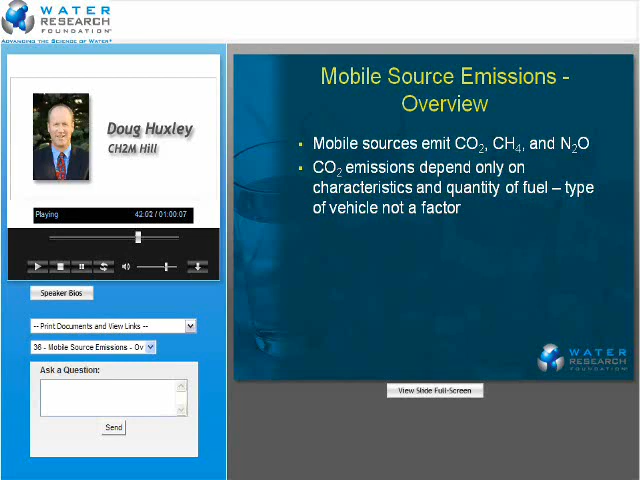 WATER
RESEARCH
FOUNDATION
ADVANCING THE SCIENCE OF WATER
Doug Huxley
CH2M Hill
Playing 42.02 / 01:00.07
Speaker Bios
-- Print Documents and View Links --
36 - Mobile Source Emissions - Ov
Ask a Question:
Send
Mobile Source Emissions -
Overview
Mobile sources emit CO₂, CH₄, and N₂O
CO₂ emissions depend only on
characteristics and quantity of fuel – type
of vehicle not a factor
WATER
RESEARCH
FOUNDATION
View Slide Full-Screen